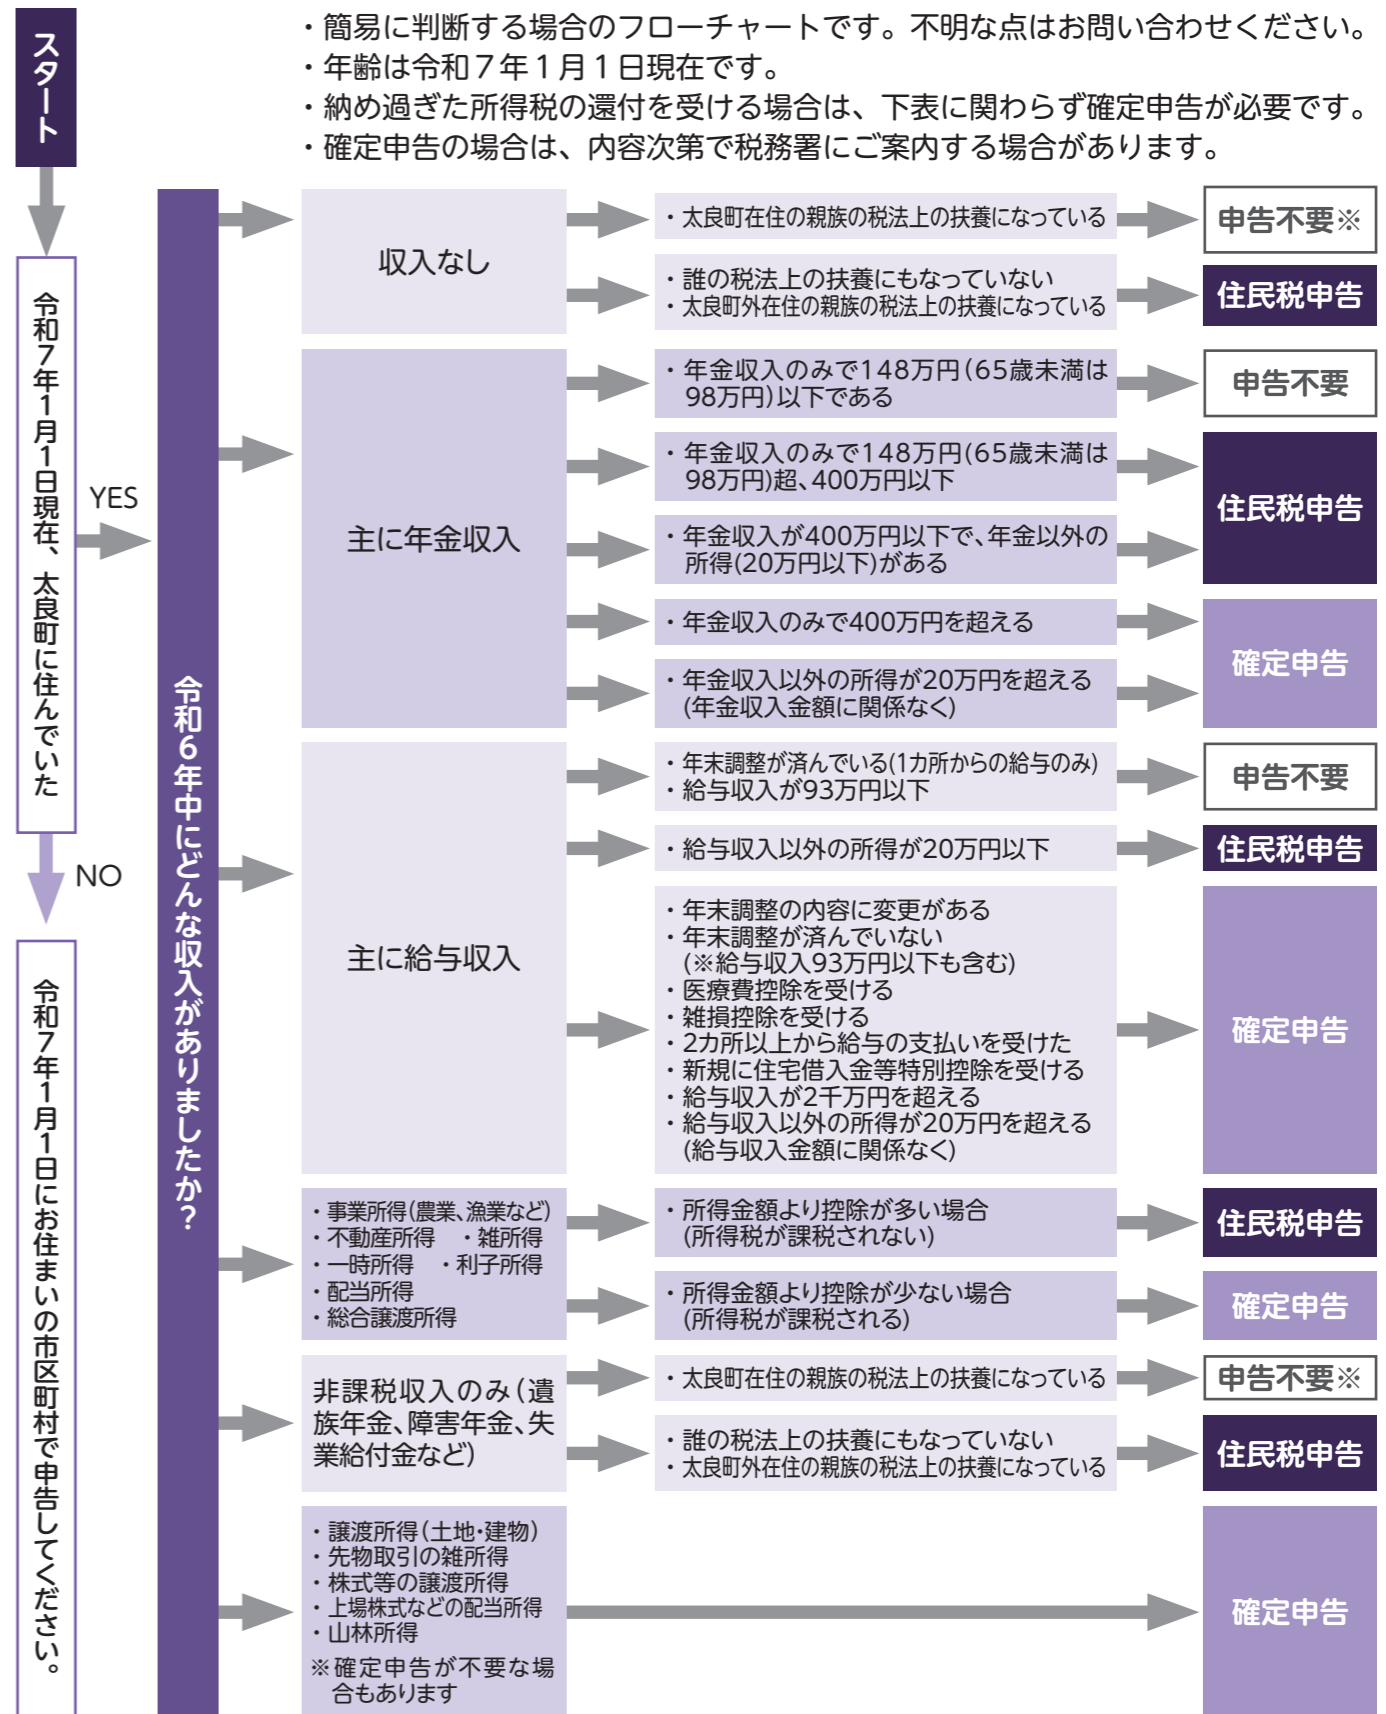 スタート
・簡易に判断する場合のフローチャートです。不明な点はお問い合わせください。
・年齢は令和7年1月1日現在です。
・納め過ぎた所得税の還付を受ける場合は、下表に関わらず確定申告が必要です。
・確定申告の場合は、内容次第で税務署にご案内する場合があります。
令和7年1月1日現在、太良町に住んでいた
YES
NO
令和7年1月1日にお住まいの市区町村で申告してください。
令和6年中にどんな収入がありましたか?
収入なし
・太良町在住の親族の税法上の扶養になっている
申告不要※
・誰の税法上の扶養にもなっていない
・太良町外在住の親族の税法上の扶養になっている
住民税申告
主に年金収入
・年金収入のみで148万円(65歳未満は
98万円)以下である
申告不要
・年金収入のみで148万円(65歳未満は
98万円)超、400万円以下
・年金収入が400万円以下で、年金以外の
所得(20万円以下)がある
住民税申告
・年金収入のみで400万円を超える
・年金収入以外の所得が20万円を超える
(年金収入金額に関係なく)
確定申告
主に給与収入
・年末調整が済んでいる(1カ所からの給与のみ)
・給与収入が93万円以下
申告不要
・給与収入以外の所得が20万円以下
住民税申告
・年末調整の内容に変更がある
・年末調整が済んでいない
(※給与収入93万円以下も含む)
・医療費控除を受ける
・雑損控除を受ける
・2カ所以上から給与の支払いを受けた
・新規に住宅借入金等特別控除を受ける
・給与収入が2千万円を超える
・給与収入以外の所得が20万円を超える
(給与収入金額に関係なく)
確定申告
・事業所得(農業、漁業など)
・不動産所得 ・雑所得
・一時所得 ・利子所得
・配当所得
・総合譲渡所得
・所得金額より控除が多い場合
(所得税が課税されない)
住民税申告
・所得金額より控除が少ない場合
(所得税が課税される)
確定申告
非課税収入のみ(遺
族年金、障害年金、失
業給付金など)
・太良町在住の親族の税法上の扶養になっている
申告不要※
・誰の税法上の扶養にもなっていない
・太良町外在住の親族の税法上の扶養になっている
住民税申告
・譲渡所得(土地・建物)
・先物取引の雑所得
・株式等の譲渡所得
・上場株式などの配当所得
・山林所得
※確定申告が不要な場
合もあります
確定申告